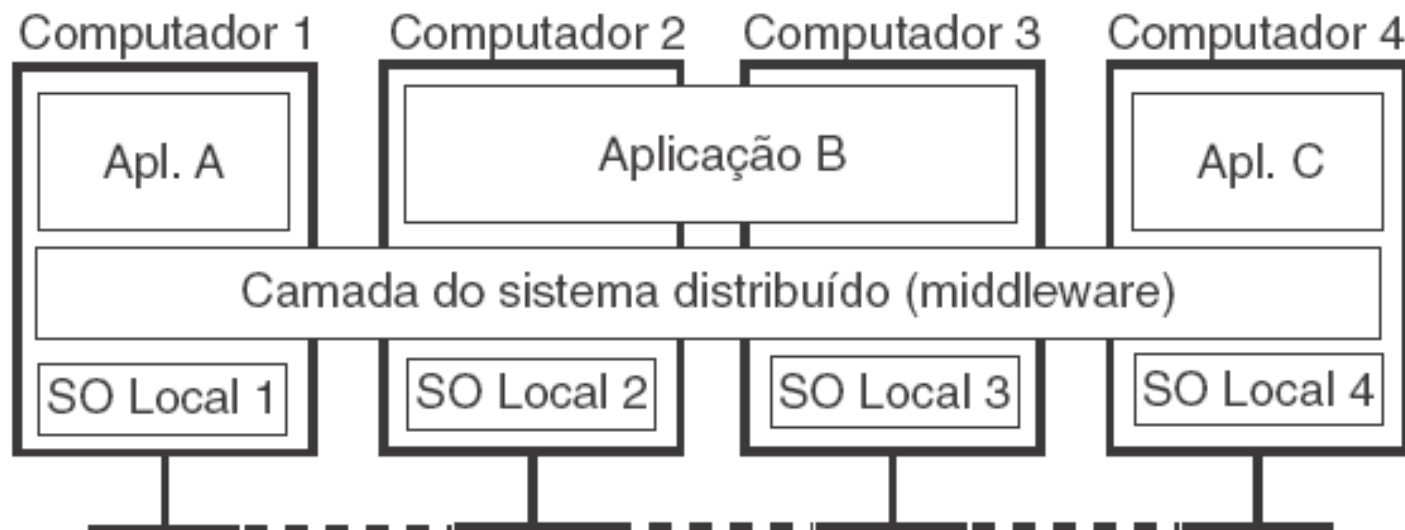 Computador 1
Computador 2
Computador 3
Computador 4
Apl. A
Aplicação B
Apl. C
Camada do sistema distribuído (middleware)
SO Local 1
SO Local 2
SO Local 3
SO Local 4